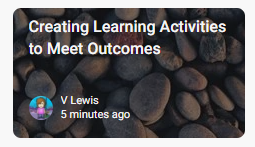 Creating Learning Activities
to Meet Outcomes
V Lewis
5 minutes ago